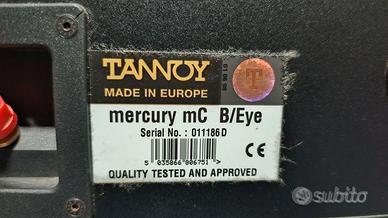 TANNOY
MADE IN EUROPE
T
mercury mC B/Eye
Serial No. : 011186D
5 035866 806751 >
CE
QUALITY TESTED AND APPROVED
subito